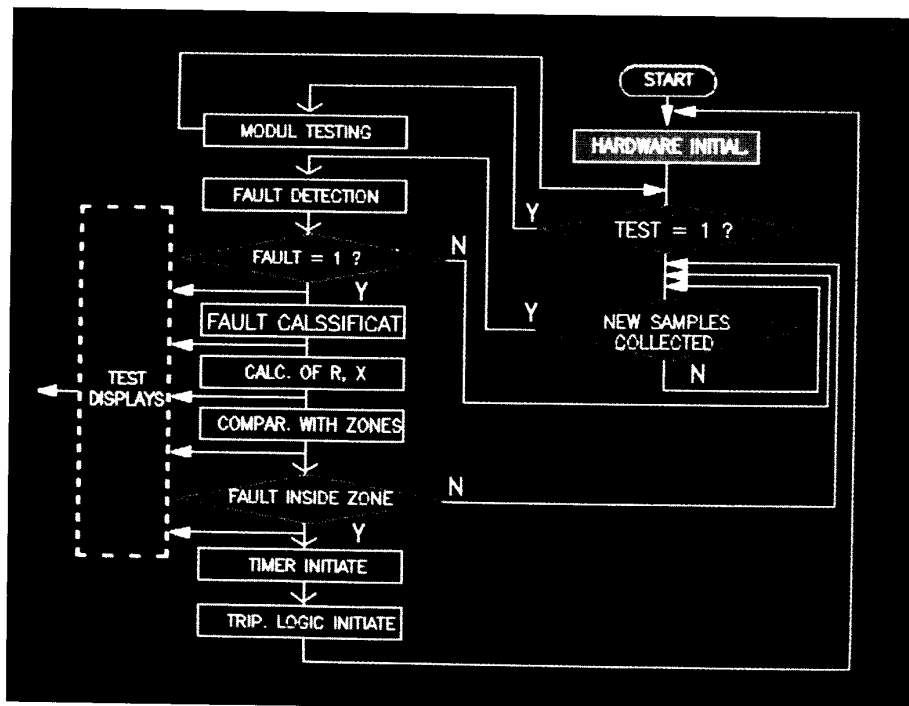 START
HARDWARE INITIAL.
TEST = 1 ?
Y
NEW SAMPLES
COLLECTED
Y
N
MODUL TESTING
FAULT DETECTION
FAULT = 1 ?
N
Y
FAULT CALSSIFICAT
CALC. OF R, X
COMPAR. WITH ZONES
FAULT INSIDE ZONE
N
Y
TIMER INITIATE
TRIP. LOGIC INITIATE
TEST
DISPLAYS